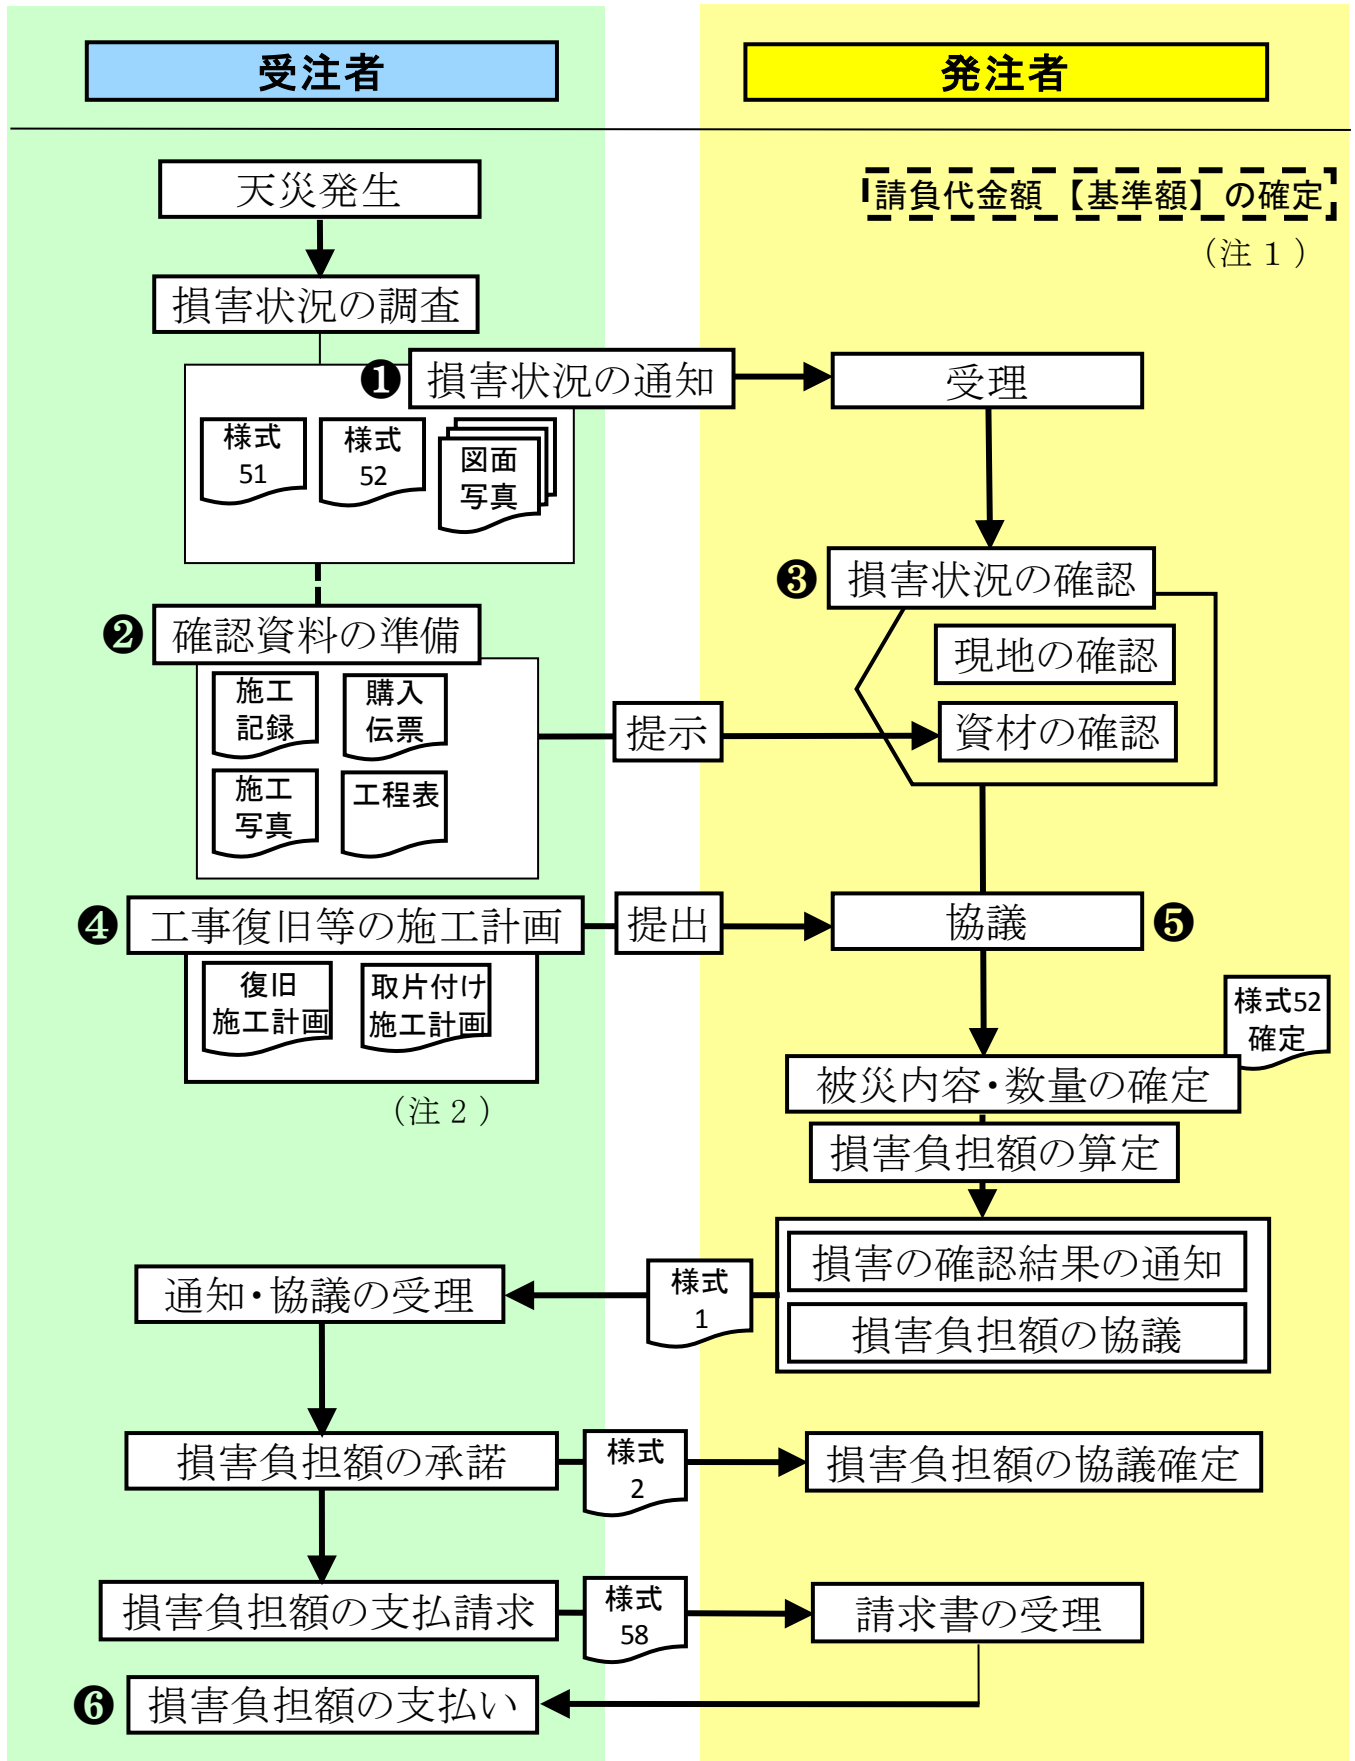 受注者
発注者
天災発生
請負代金額【基準額】の確定
（注１）
損害状況の調査
❶
損害状況の通知
受理
様式
51
様式
52
図面
写真
❸
損害状況の確認
現地の確認
資材の確認
❷
確認資料の準備
施工
記録
購入
伝票
施工
写真
工程表
提示
❹
工事復旧等の施工計画
提出
協議
❺
復旧
施工計画
取片付け
施工計画
（注２）
様式52
確定
被災内容・数量の確定
損害負担額の算定
損害の確認結果の通知
損害負担額の協議
様式
1
通知・協議の受理
損害負担額の承諾
様式
2
損害負担額の協議確定
損害負担額の支払請求
様式
58
請求書の受理
❻
損害負担額の支払い